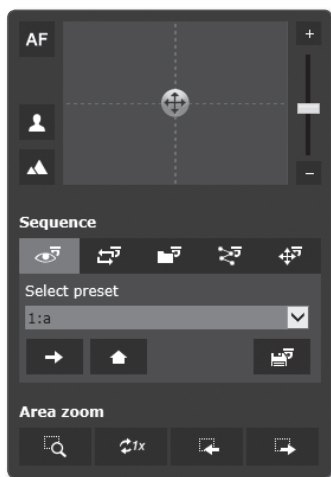 AF
+
−
Sequence
Select preset
1:a
Area zoom
1x